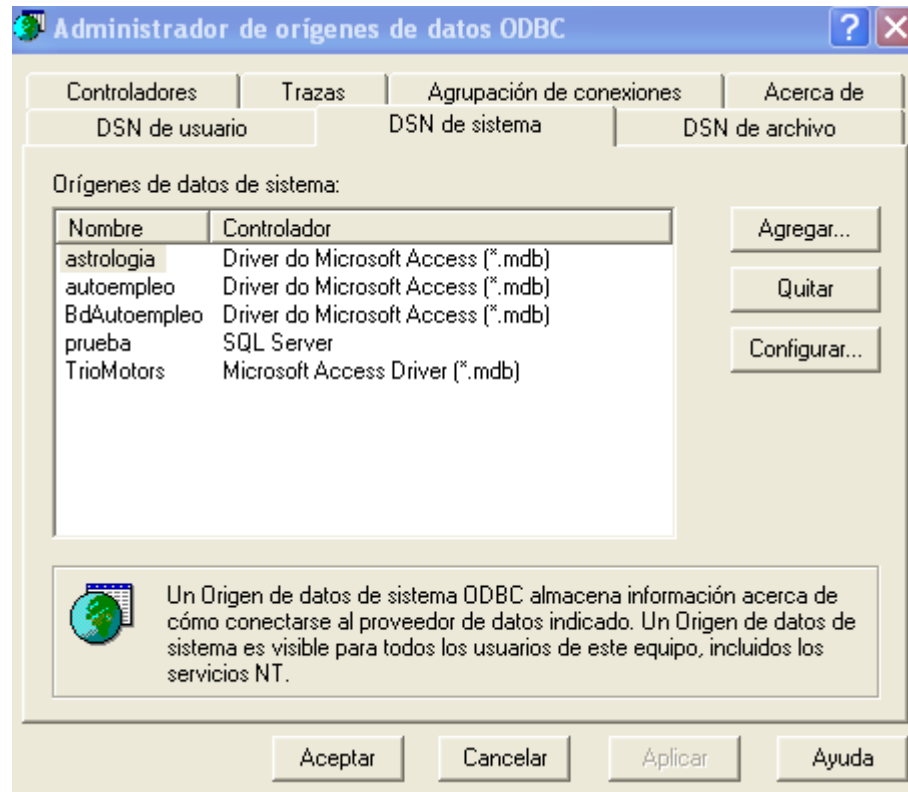 Administrador de orígenes de datos ODBC
Controladores Trazas Agrupación de conexiones Acerca de
DSN de usuario DSN de sistema DSN de archivo
Orígenes de datos de sistema:
Nombre Controlador
astrologia Driver do Microsoft Access (*.mdb)
autoempleo Driver do Microsoft Access (*.mdb)
BdAutoempleo Driver do Microsoft Access (*.mdb)
prueba SQL Server
TrioMotors Microsoft Access Driver (*.mdb)
Agregar...
Quitar
Configurar...
Un Origen de datos de sistema ODBC almacena información acerca de
cómo conectarse al proveedor de datos indicado. Un Origen de datos de
sistema es visible para todos los usuarios de este equipo, incluidos los
servicios NT.
Aceptar Cancelar Aplicar Ayuda